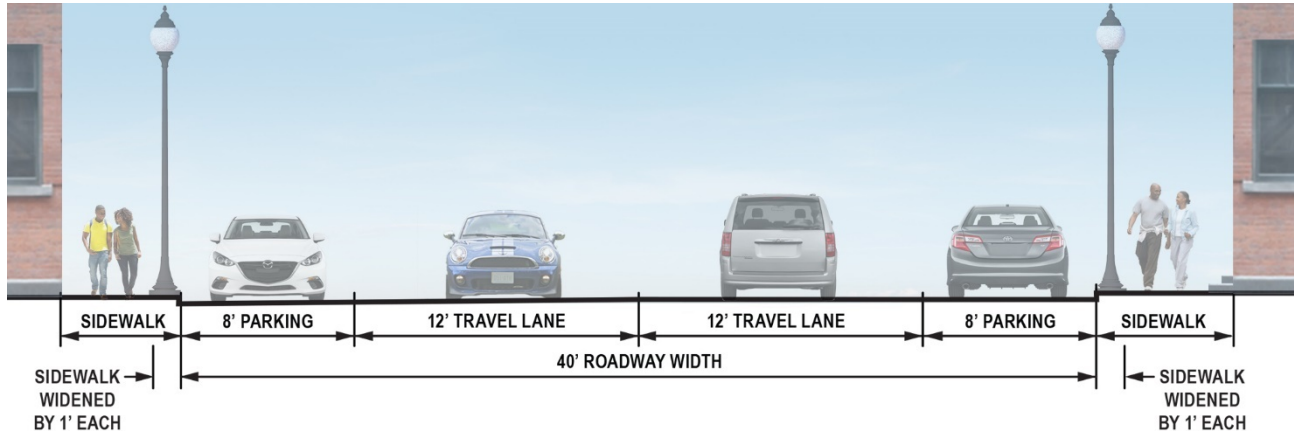 SIDEWALK
8' PARKING
12' TRAVEL LANE
12' TRAVEL LANE
8' PARKING
SIDEWALK
40' ROADWAY WIDTH
SIDEWALK
WIDENED
BY 1' EACH
SIDEWALK
WIDENED
BY 1' EACH